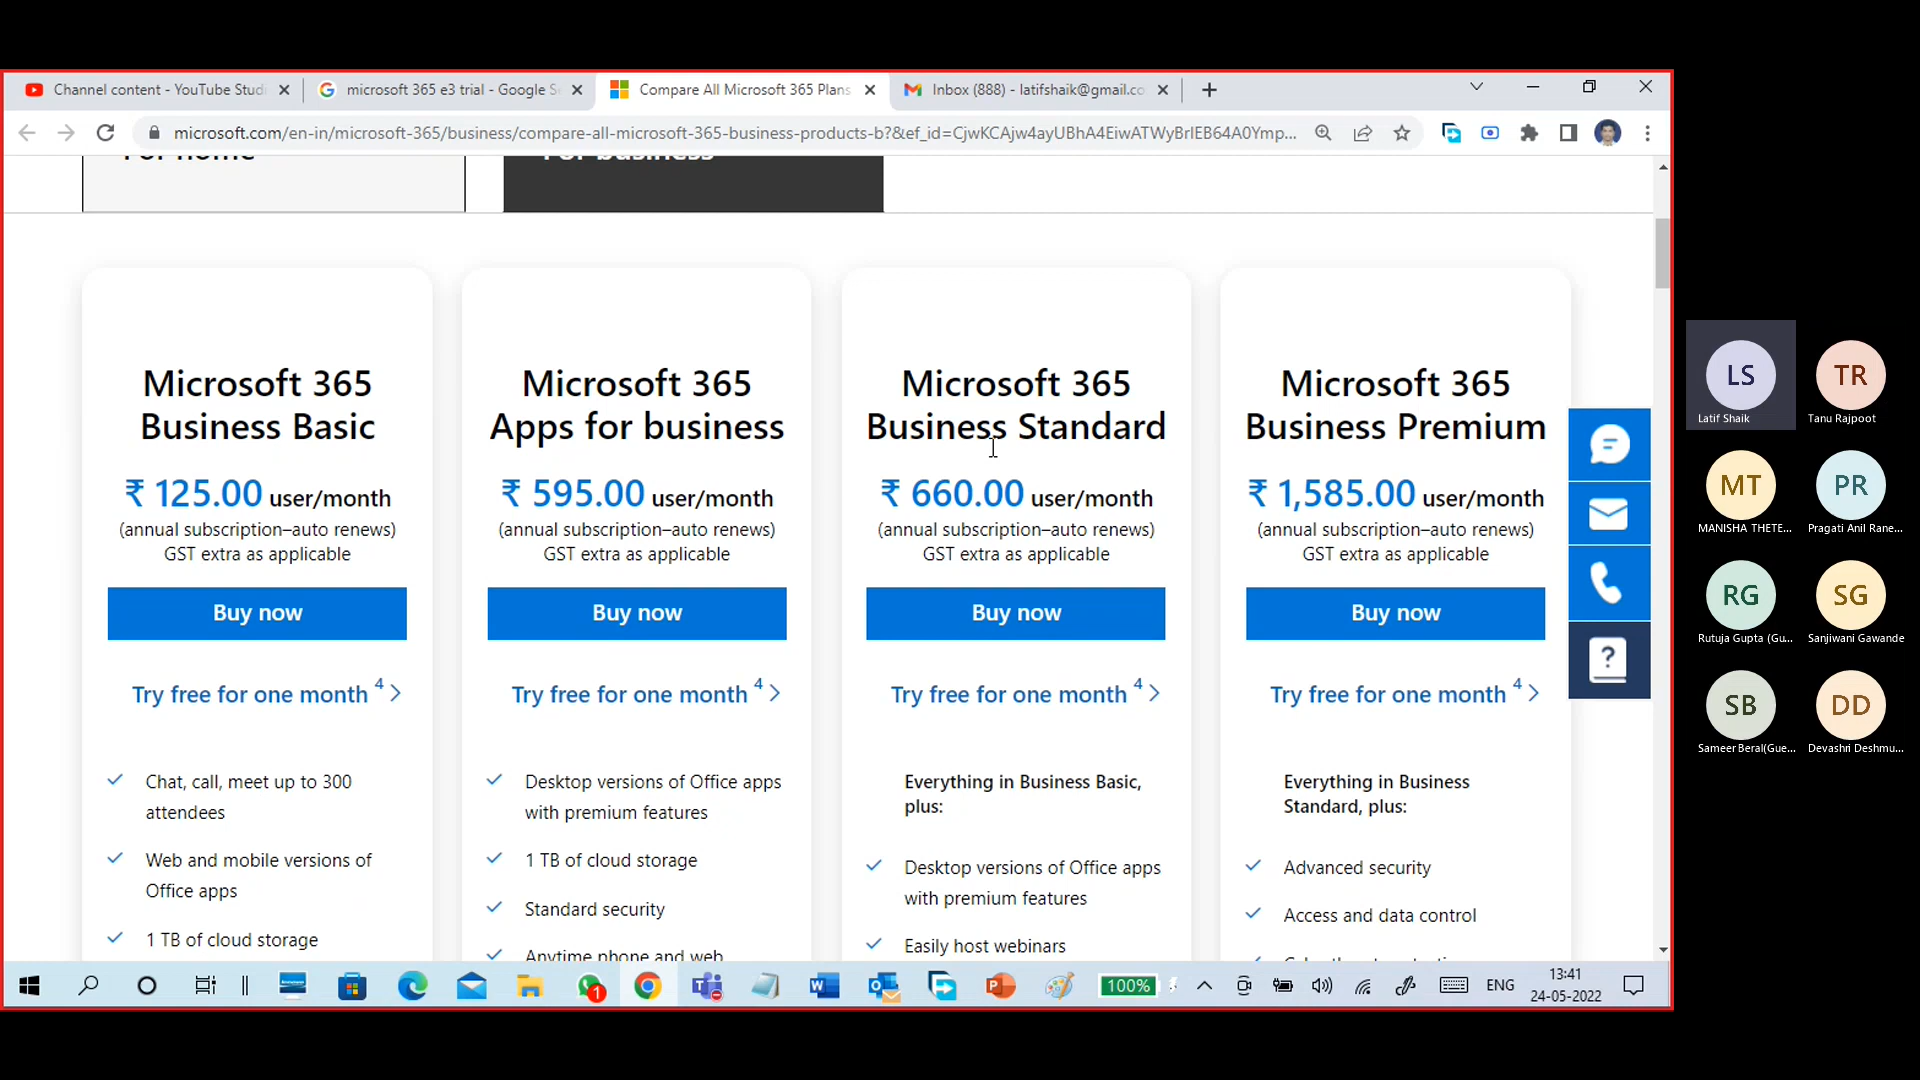 Channel content - YouTube Studi
microsoft 365 e3 trial - Google S
Compare All Microsoft 365 Plans
Inbox (888) - latifshaik@gmail.co
microsoft.com/en-in/microsoft-365/business/compare-all-microsoft-365-business-products-b?&ef_id=CjwKCAjw4ayUBhA4EiwATWyBrIEB64A0Ymp...
For home
For business
Microsoft 365
Business Basic
₹ 125.00 user/month
(annual subscription–auto renews)
GST extra as applicable
Buy now
Try free for one month 4
Chat, call, meet up to 300
attendees
Web and mobile versions of
Office apps
1 TB of cloud storage
Microsoft 365
Apps for business
₹ 595.00 user/month
(annual subscription–auto renews)
GST extra as applicable
Buy now
Try free for one month 4
Desktop versions of Office apps
with premium features
1 TB of cloud storage
Standard security
Anytime phone and web
Microsoft 365
Business Standard
₹ 660.00 user/month
(annual subscription–auto renews)
GST extra as applicable
Buy now
Try free for one month 4
Everything in Business Basic,
plus:
Desktop versions of Office apps
with premium features
Easily host webinars
Microsoft 365
Business Premium
₹ 1,585.00 user/month
(annual subscription–auto renews)
GST extra as applicable
Buy now
Try free for one month 4
Everything in Business
Standard, plus:
Advanced security
Access and data control
?
LS
Latif Shaik
TR
Tanu Rajpoot
MT
MANISHA THETE...
PR
Pragati Anil Rane...
RG
Rutuja Gupta (Gu...
SG
Sanjiwani Gawande
SB
Sameer Beral(Gue...
DD
Devashri Deshmu...
1
100%
ENG
13:41
24-05-2022